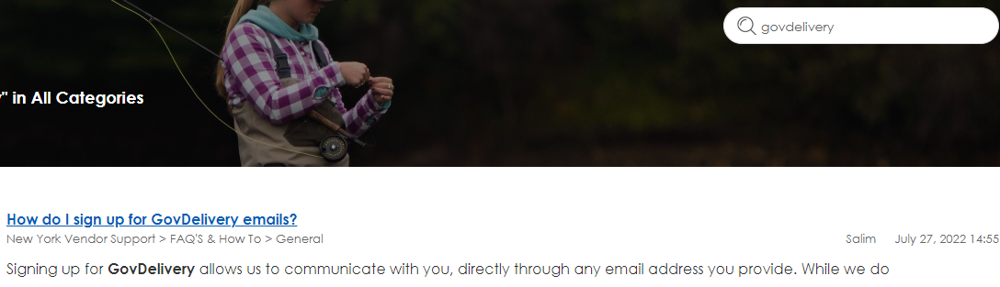 govdelivery
" in All Categories
How do I sign up for GovDelivery emails?
New York Vendor Support > FAQ'S & How To > General
Salim July 27, 2022 14:55
Signing up for GovDelivery allows us to communicate with you, directly through any email address you provide. While we do